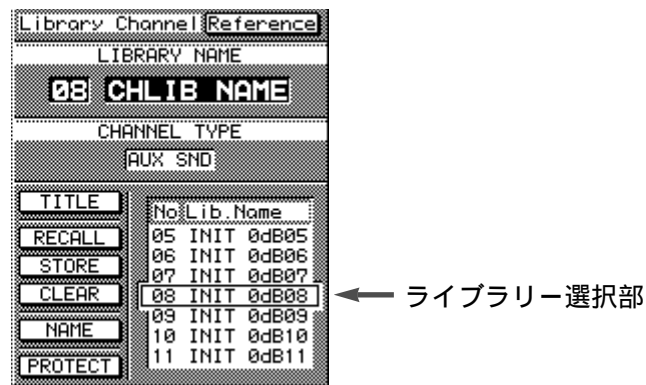 Library Channel Reference
LIBRARY NAME
08 CHLIB NAME
CHANNEL TYPE
AUX SND
TITLE
RECALL
STORE
CLEAR
NAME
PROTECT
No Lib.Name
05 INIT 0dB05
06 INIT 0dB06
07 INIT 0dB07
08 INIT 0dB08
09 INIT 0dB09
10 INIT 0dB10
11 INIT 0dB11
ライブラリー選択部